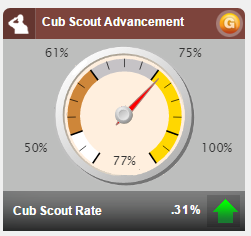 Cub Scout Advancement G
61% 75%
50% 100%
77%
Cub Scout Rate .31%